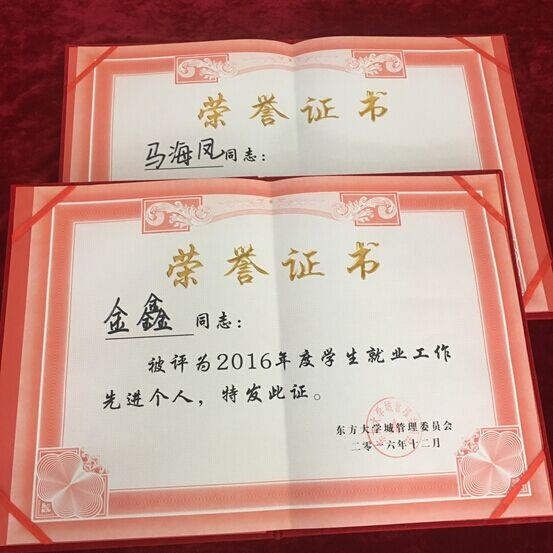 荣誉证书
马海凤同志：
荣誉证书
金鑫 同志：
被评为2016年度学生就业工作
先进个人，特发此证。
东方大学城管理委员会
二零一六年十二月